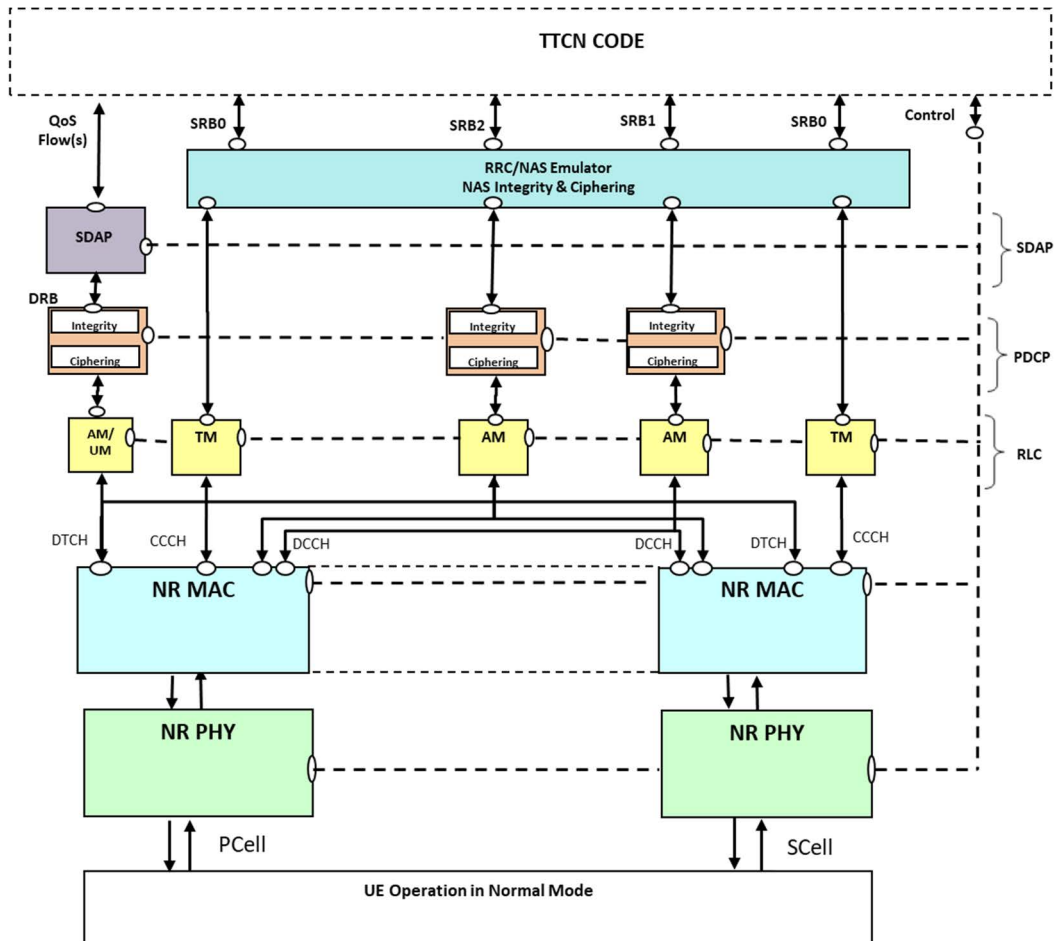 TTCN CODE
QoS
Flow(s)
SRB0
SRB2
SRB1
SRB0
Control
RRC/NAS Emulator
NAS Integrity & Ciphering
SDAP
SDAP
DRB
Integrity
Ciphering
Integrity
Ciphering
Integrity
Ciphering
PDCP
AM/
UM
TM
AM
AM
TM
RLC
DTCH
CCCH
DCCH
DCCH
DTCH
CCCH
NR MAC
NR MAC
NR PHY
NR PHY
PCell
SCell
UE Operation in Normal Mode